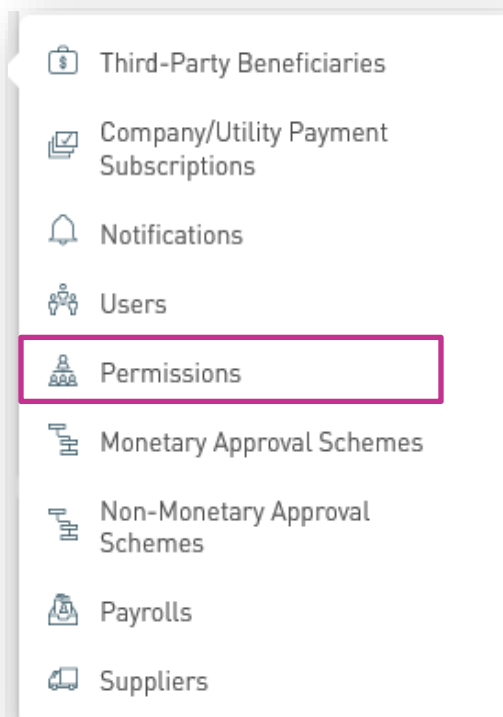 Third-Party Beneficiaries
Company/Utility Payment
Subscriptions
Notifications
Users
Permissions
Monetary Approval Schemes
Non-Monetary Approval
Schemes
Payrolls
Suppliers